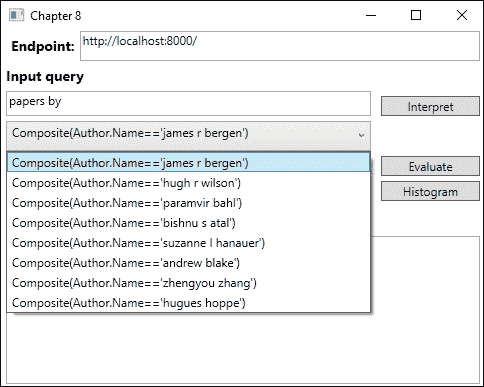 Chapter 8
Endpoint: http://localhost:8000/
Input query
papers by
Interpret
Composite(Author.Name=='james r bergen')
Composite(Author.Name=='james r bergen')
Evaluate
Composite(Author.Name=='hugh r wilson')
Histogram
Composite(Author.Name=='paramvir bahl')
Composite(Author.Name=='bishnu s atal')
Composite(Author.Name=='suzanne l hanauer')
Composite(Author.Name=='andrew blake')
Composite(Author.Name=='zhengyou zhang')
Composite(Author.Name=='hugues hoppe')